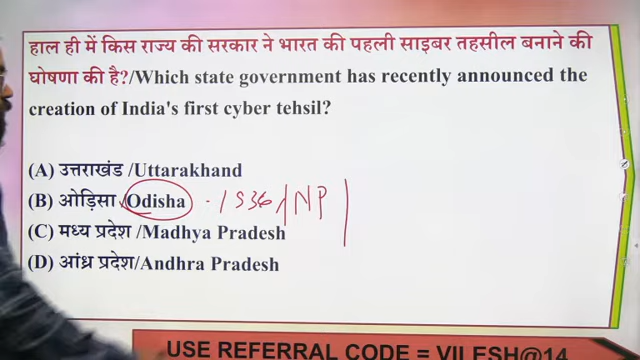 हाल ही में किस राज्य की सरकार ने भारत की पहली साइबर तहसील बनाने की
घोषणा की है?/Which state government has recently announced the
creation of India's first cyber tehsil?
(A) उत्तराखंड /Uttarakhand
(B) ओड़िसा /Odisha - 1936 / NP
(C) मध्य प्रदेश /Madhya Pradesh
(D) आंध्र प्रदेश/Andhra Pradesh
USE REFERRAL CODE = VILESH@14